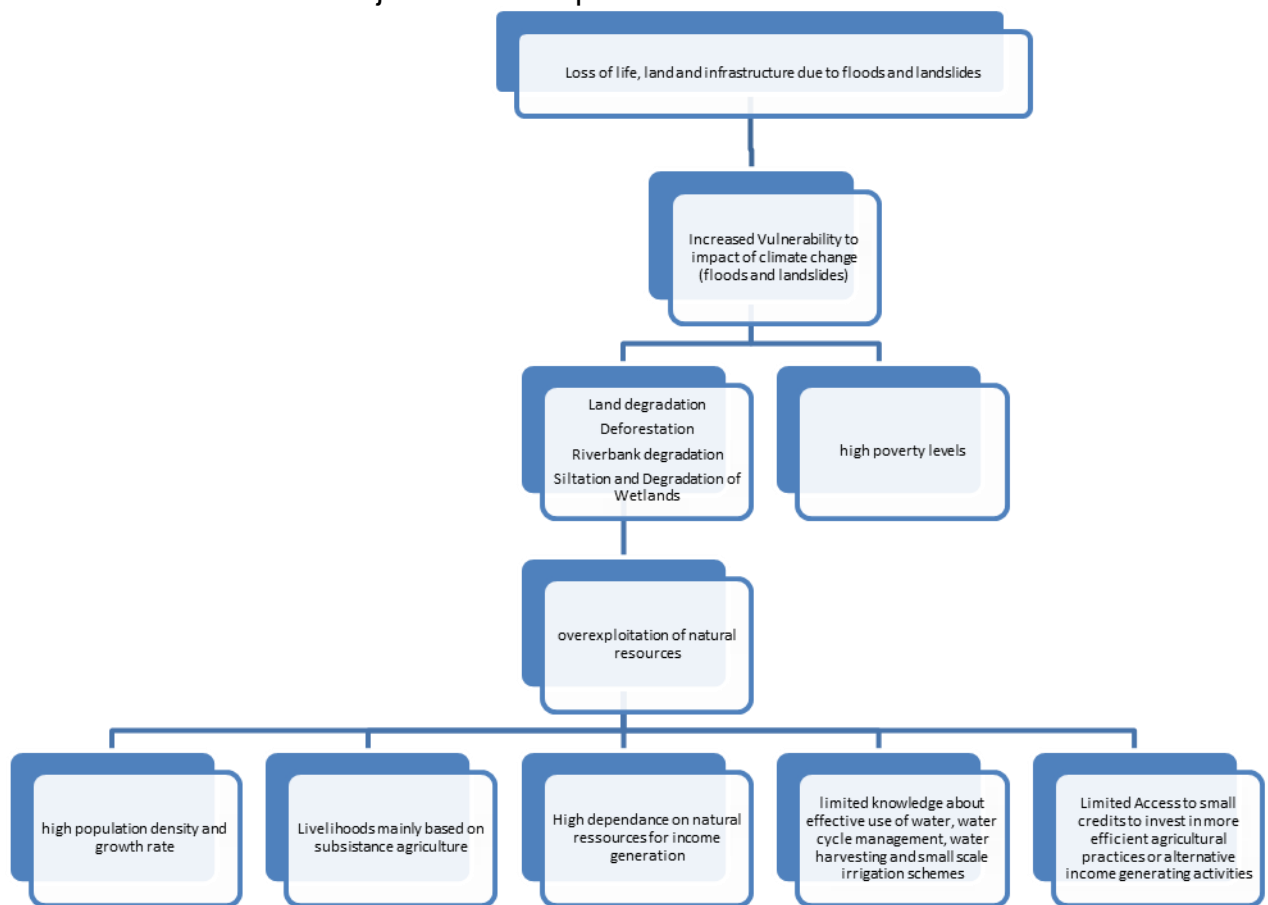 Loss of life, land and infrastructure due to floods and landslides
Increased Vulnerability to
impact of climate change
(floods and landslides)
Land degradation
Deforestation
Riverbank degradation
Siltation and Degradation of
Wetlands
high poverty levels
overexploitation of natural
resources
high population density and
growth rate
Livelihoods mainly based on
subsistance agriculture
High dependance on natural
ressources for income
generation
limited knowledge about
effective use of water, water
cycle management, water
harvesting and small scale
irrigation schemes
Limited Access to small
credits to invest in more
efficient agricultural
practices or alternative
income generating activities